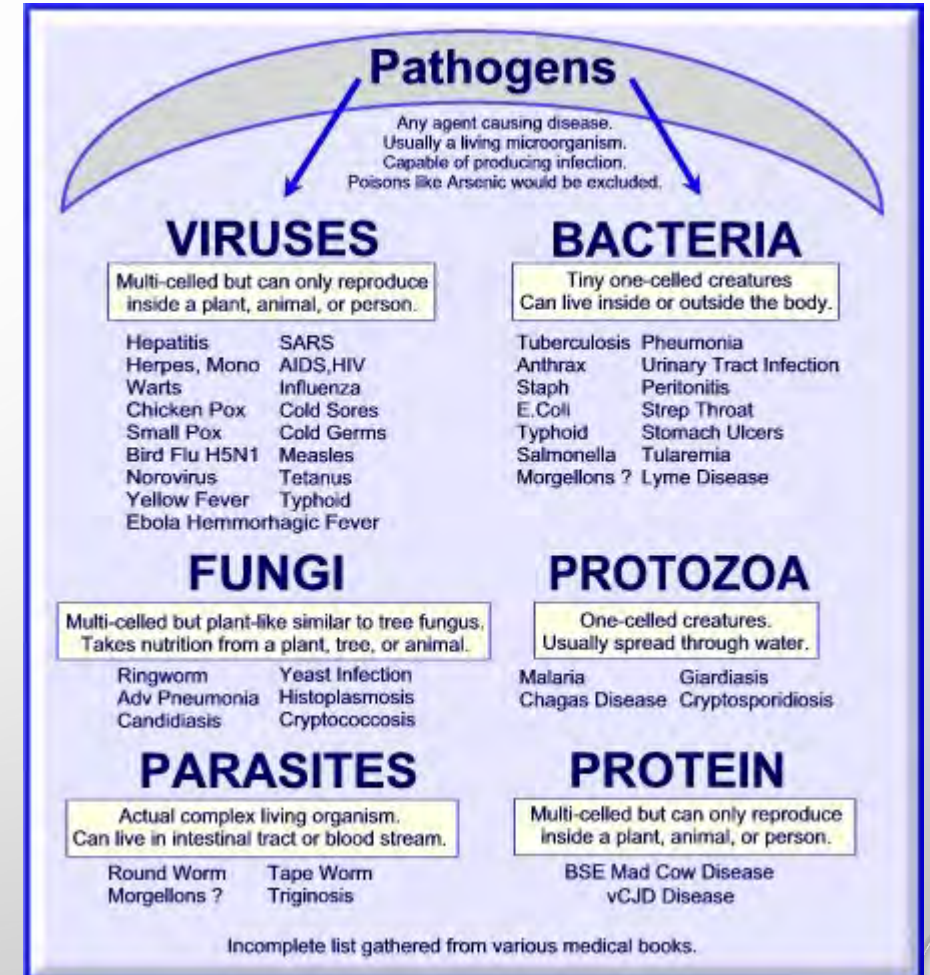 Pathogens
Any agent causing disease.
Usually a living microorganism.
Capable of producing infection.
Poisons like Arsenic would be excluded.
VIRUSES
Multi-celled but can only reproduce
inside a plant, animal, or person.
Hepatitis SARS
Herpes, Mono AIDS,HIV
Warts Influenza
Chicken Pox Cold Sores
Small Pox Cold Germs
Bird Flu H5N1 Measles
Norovirus Tetanus
Yellow Fever Typhoid
Ebola Hemmorhagic Fever
BACTERIA
Tiny one-celled creatures
Can live inside or outside the body.
Tuberculosis Pheumonia
Anthrax Urinary Tract Infection
Staph Peritonitis
E.Coli Strep Throat
Typhoid Stomach Ulcers
Salmonella Tularemia
Morgellons ? Lyme Disease
FUNGI
Multi-celled but plant-like similar to tree fungus.
Takes nutrition from a plant, tree, or animal.
Ringworm Yeast Infection
Adv Pneumonia Histoplasmosis
Candidiasis Cryptococcosis
PROTOZOA
One-celled creatures.
Usually spread through water.
Malaria Giardiasis
Chagas Disease Cryptosporidiosis
PARASITES
Actual complex living organism.
Can live in intestinal tract or blood stream.
Round Worm Tape Worm
Morgellons ? Triginosis
PROTEIN
Multi-celled but can only reproduce
inside a plant, animal, or person.
BSE Mad Cow Disease
vCJD Disease
Incomplete list gathered from various medical books.